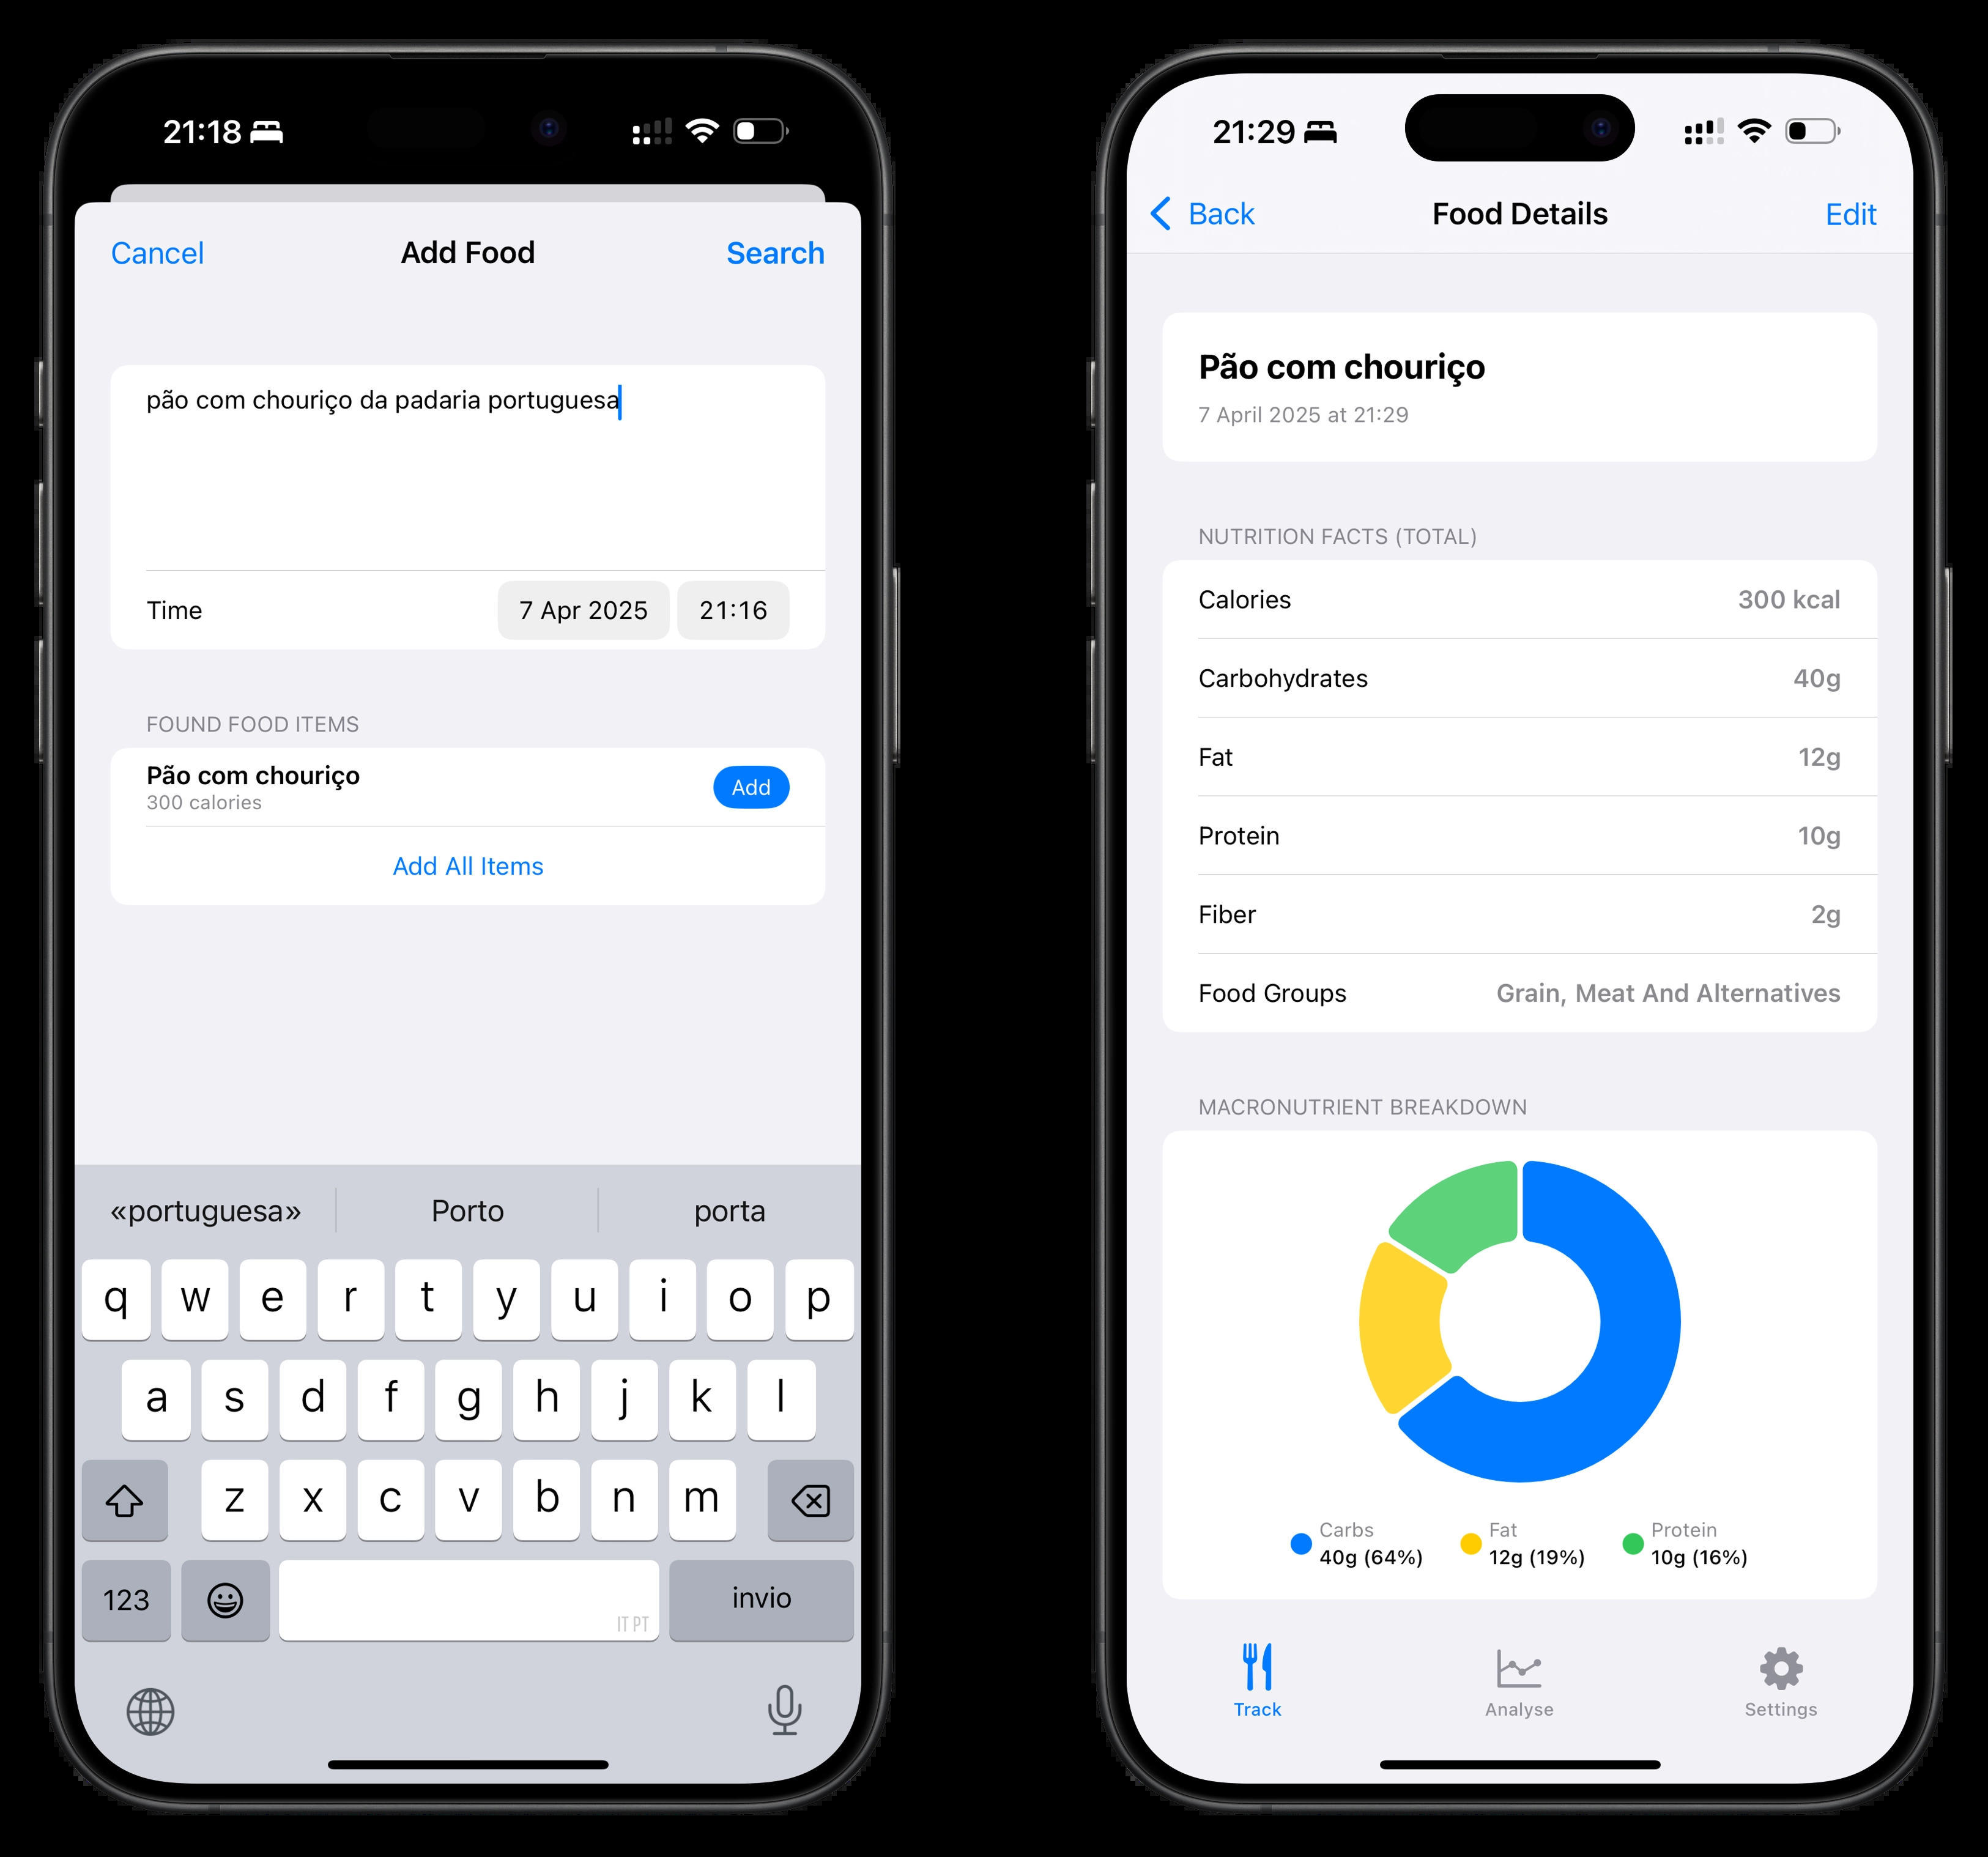 21:18
Cancel
Add Food
Search
pão com chouriço da padaria portuguesa
Time
7 Apr 2025
21:16
FOUND FOOD ITEMS
Pão com chouriço
300 calories
Add
Add All Items
«portuguesa»
Porto
porta
q w e r t y u i o p
a s d f g h j k l
z x c v b n m
123
IT PT
invio
21:29
Back
Food Details
Edit
Pão com chouriço
7 April 2025 at 21:29
NUTRITION FACTS (TOTAL)
Calories 300 kcal
Carbohydrates 40g
Fat 12g
Protein 10g
Fiber 2g
Food Groups Grain, Meat And Alternatives
MACRONUTRIENT BREAKDOWN
Carbs
40g (64%)
Fat
12g (19%)
Protein
10g (16%)
Track
Analyse
Settings